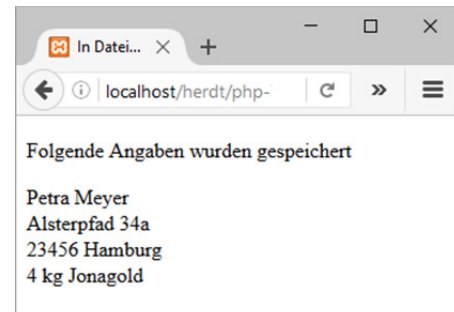 In Datei...
localhost/herdt/php-
Folgende Angaben wurden gespeichert
Petra Meyer
Alsterpfad 34a
23456 Hamburg
4 kg Jonagold